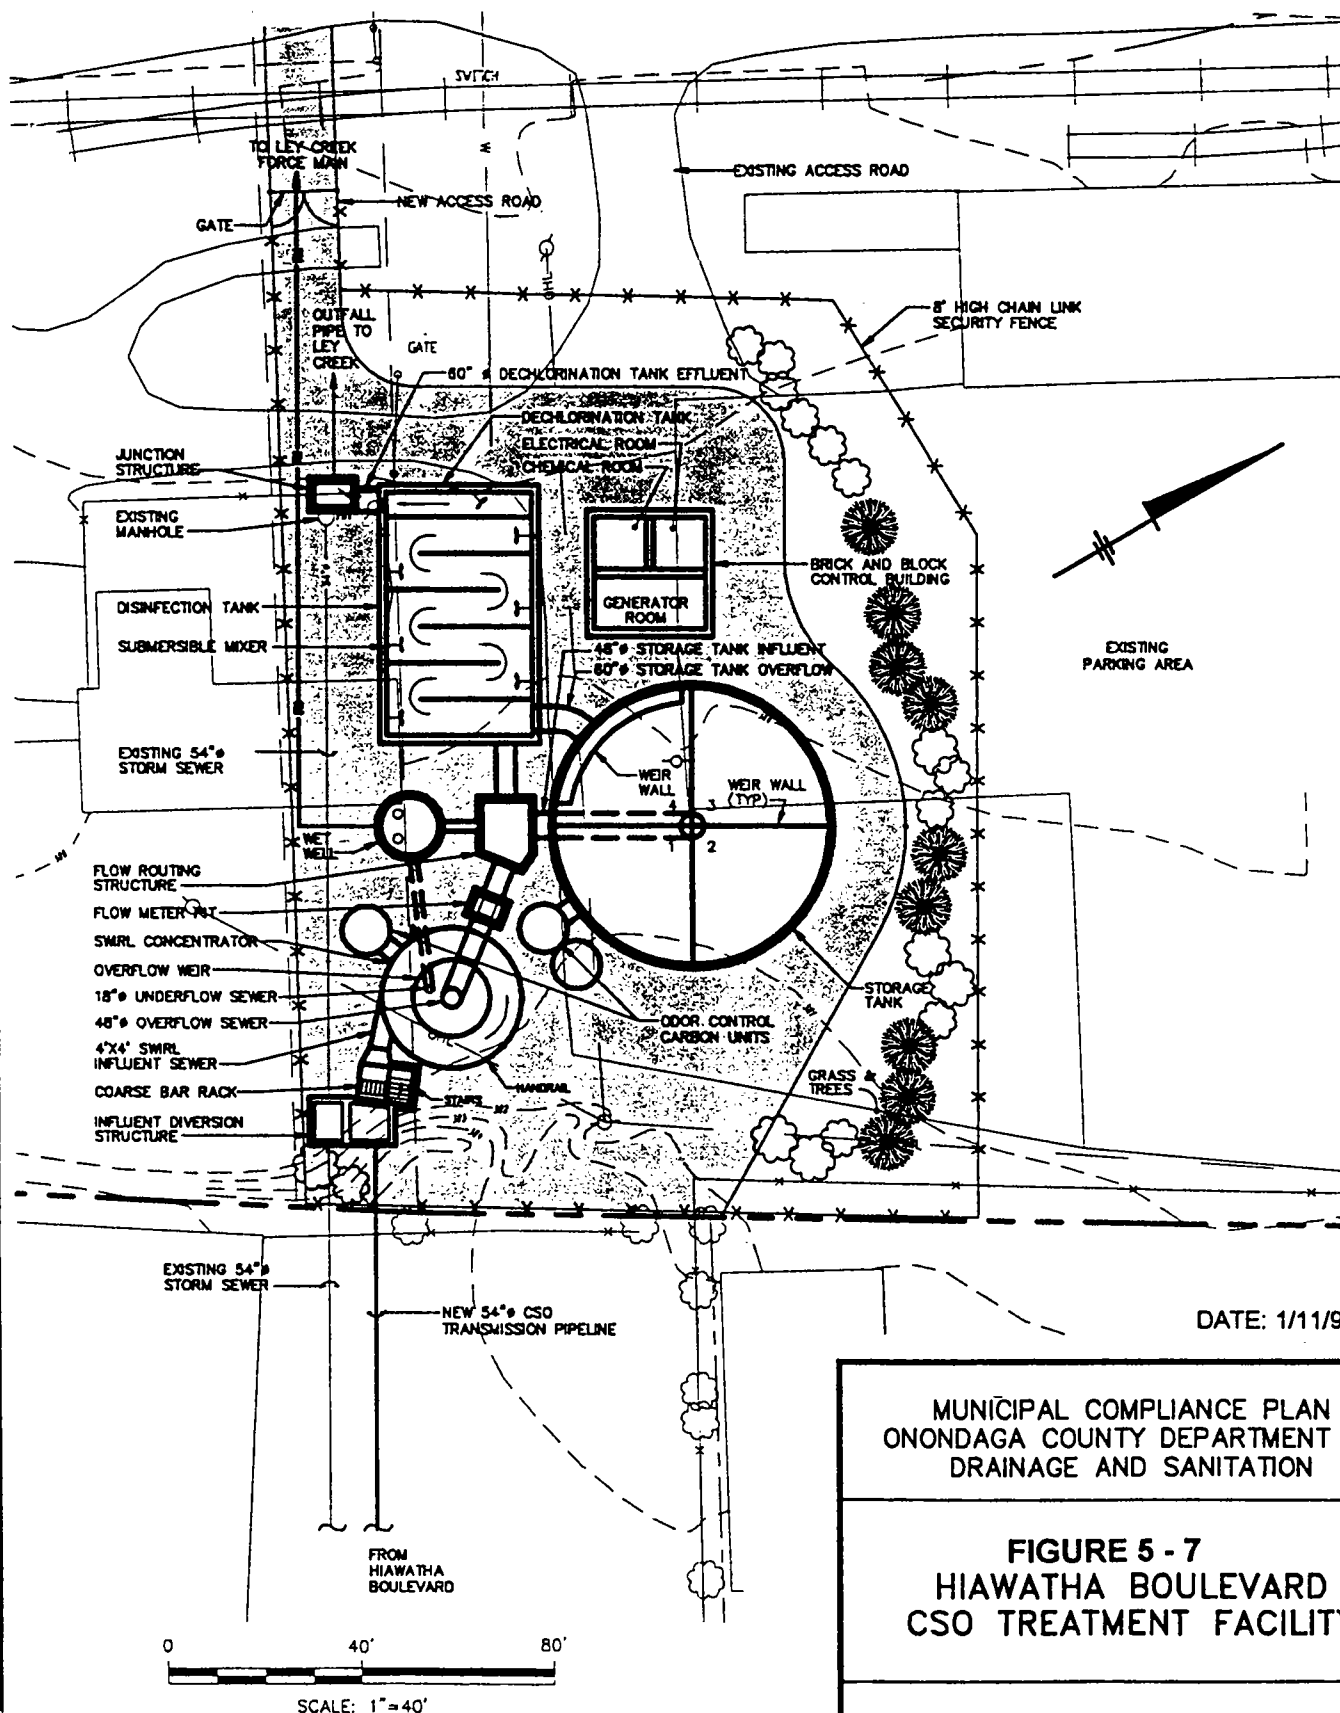 SWITCH
W
TO LEY CREEK
FORCE MAIN
EXISTING ACCESS ROAD
NEW ACCESS ROAD
GATE
OHL
8' HIGH CHAIN LINK
SECURITY FENCE
OUTFALL
PIPE TO
LEY
CREEK
GATE
60" ø DECHLORINATION TANK EFFLUENT
DECHLORINATION TANK
ELECTRICAL ROOM
CHEMICAL ROOM
JUNCTION
STRUCTURE
EXISTING
MANHOLE
BRICK AND BLOCK
CONTROL BUILDING
DISINFECTION TANK
GENERATOR
ROOM
SUBMERSIBLE MIXER
48"ø STORAGE TANK INFLUENT
60"ø STORAGE TANK OVERFLOW
EXISTING
PARKING AREA
EXISTING 54"ø
STORM SEWER
WEIR
WALL
WEIR WALL
(TYP)
4 3
1 2
WET
WELL
FLOW ROUTING
STRUCTURE
FLOW METER PIT
SWIRL CONCENTRATOR
OVERFLOW WEIR
18"ø UNDERFLOW SEWER
48"ø OVERFLOW SEWER
4'X4' SWIRL
INFLUENT SEWER
COARSE BAR RACK
INFLUENT DIVERSION
STRUCTURE
STORAGE
TANK
ODOR CONTROL
CARBON UNITS
GRASS &
TREES
HANDRAIL
STAIRS
EXISTING 54"ø
STORM SEWER
NEW 54"ø CSO
TRANSMISSION PIPELINE
FROM
HIAWATHA
BOULEVARD
DATE: 1/11/9
MUNICIPAL COMPLIANCE PLAN
ONONDAGA COUNTY DEPARTMENT
DRAINAGE AND SANITATION
FIGURE 5 - 7
HIAWATHA BOULEVARD
CSO TREATMENT FACILIT
0 40' 80'
SCALE: 1"=40'